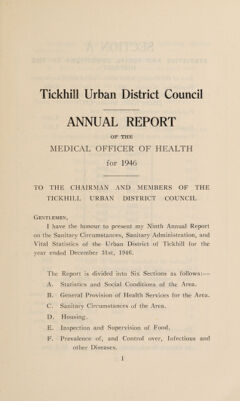 Tickhill Urban District Council
ANNUAL REPORT
OF THE
MEDICAL OFFICER OF HEALTH
for 1946
TO THE CHAIRMAN AND MEMBERS OF THE
TICKHILL URBAN DISTRICT COUNCIL
GENTLEMEN,
I have the honour to present my Ninth Annual Report
on the Sanitary Circumstances, Sanitary Administration, and
Vital Statistics of the Urban District of Tickhill for the
year ended December 31st, 1946.
The Report is divided into Six Sections as follows:—
A. Statistics and Social Conditions of the Area.
B. General Provision of Health Services for the Area.
C. Sanitary Circumstances of the Area.
D. Housing.
E. Inspection and Supervision of Food.
F. Prevalence of, and Control over, Infectious and
other Diseases.
1